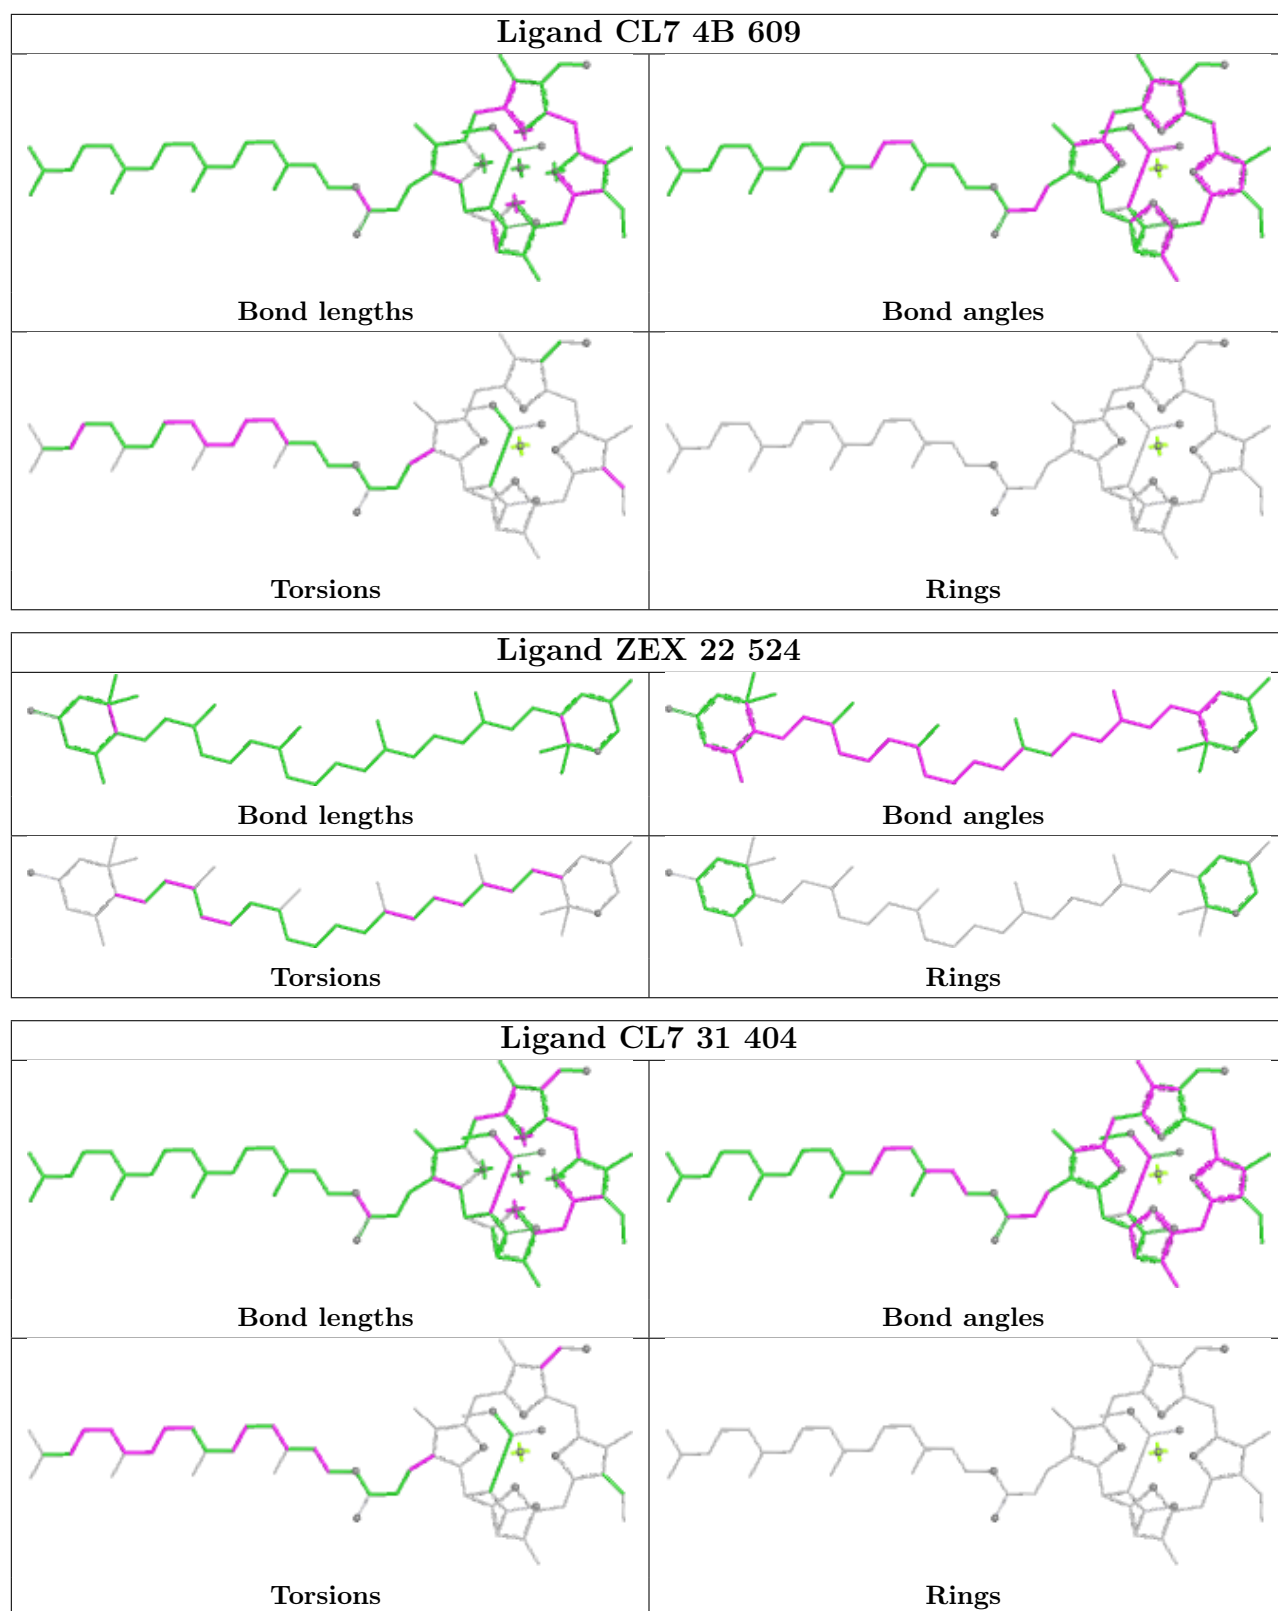 Ligand CL7 4B 609
Bond lengths
Bond angles
Torsions
Rings
Ligand ZEX 22 524
Bond lengths
Bond angles
Torsions
Rings
Ligand CL7 31 404
Bond lengths
Bond angles
Torsions
Rings